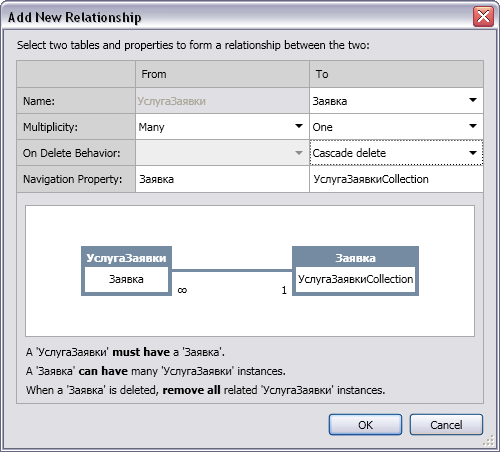 Add New Relationship
Select two tables and properties to form a relationship between the two:
From To
Name: УслугаЗаявки Заявка
Multiplicity: Many One
On Delete Behavior: Cascade delete
Navigation Property: Заявка УслугаЗаявкиCollection
УслугаЗаявки Заявка
Заявка УслугаЗаявкиCollection
∞ 1
A 'УслугаЗаявки' must have a 'Заявка'.
A 'Заявка' can have many 'УслугаЗаявки' instances.
When a 'Заявка' is deleted, remove all related 'УслугаЗаявки' instances.
OK Cancel